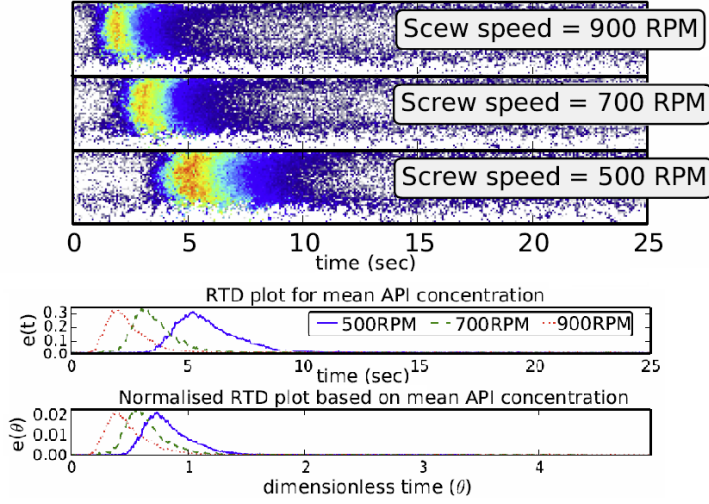 Scew speed = 900 RPM
Screw speed = 700 RPM
Screw speed = 500 RPM
0 5 10 15 20 25
time (sec)
RTD plot for mean API concentration
e(t)
0.3
0.2
0.1
0.0
500RPM 700RPM 900RPM
0 5 10 15 20 25
time (sec)
Normalised RTD plot based on mean API concentration
e(θ)
0.02
0.01
0.00
0 1 2 3 4
dimensionless time (θ)